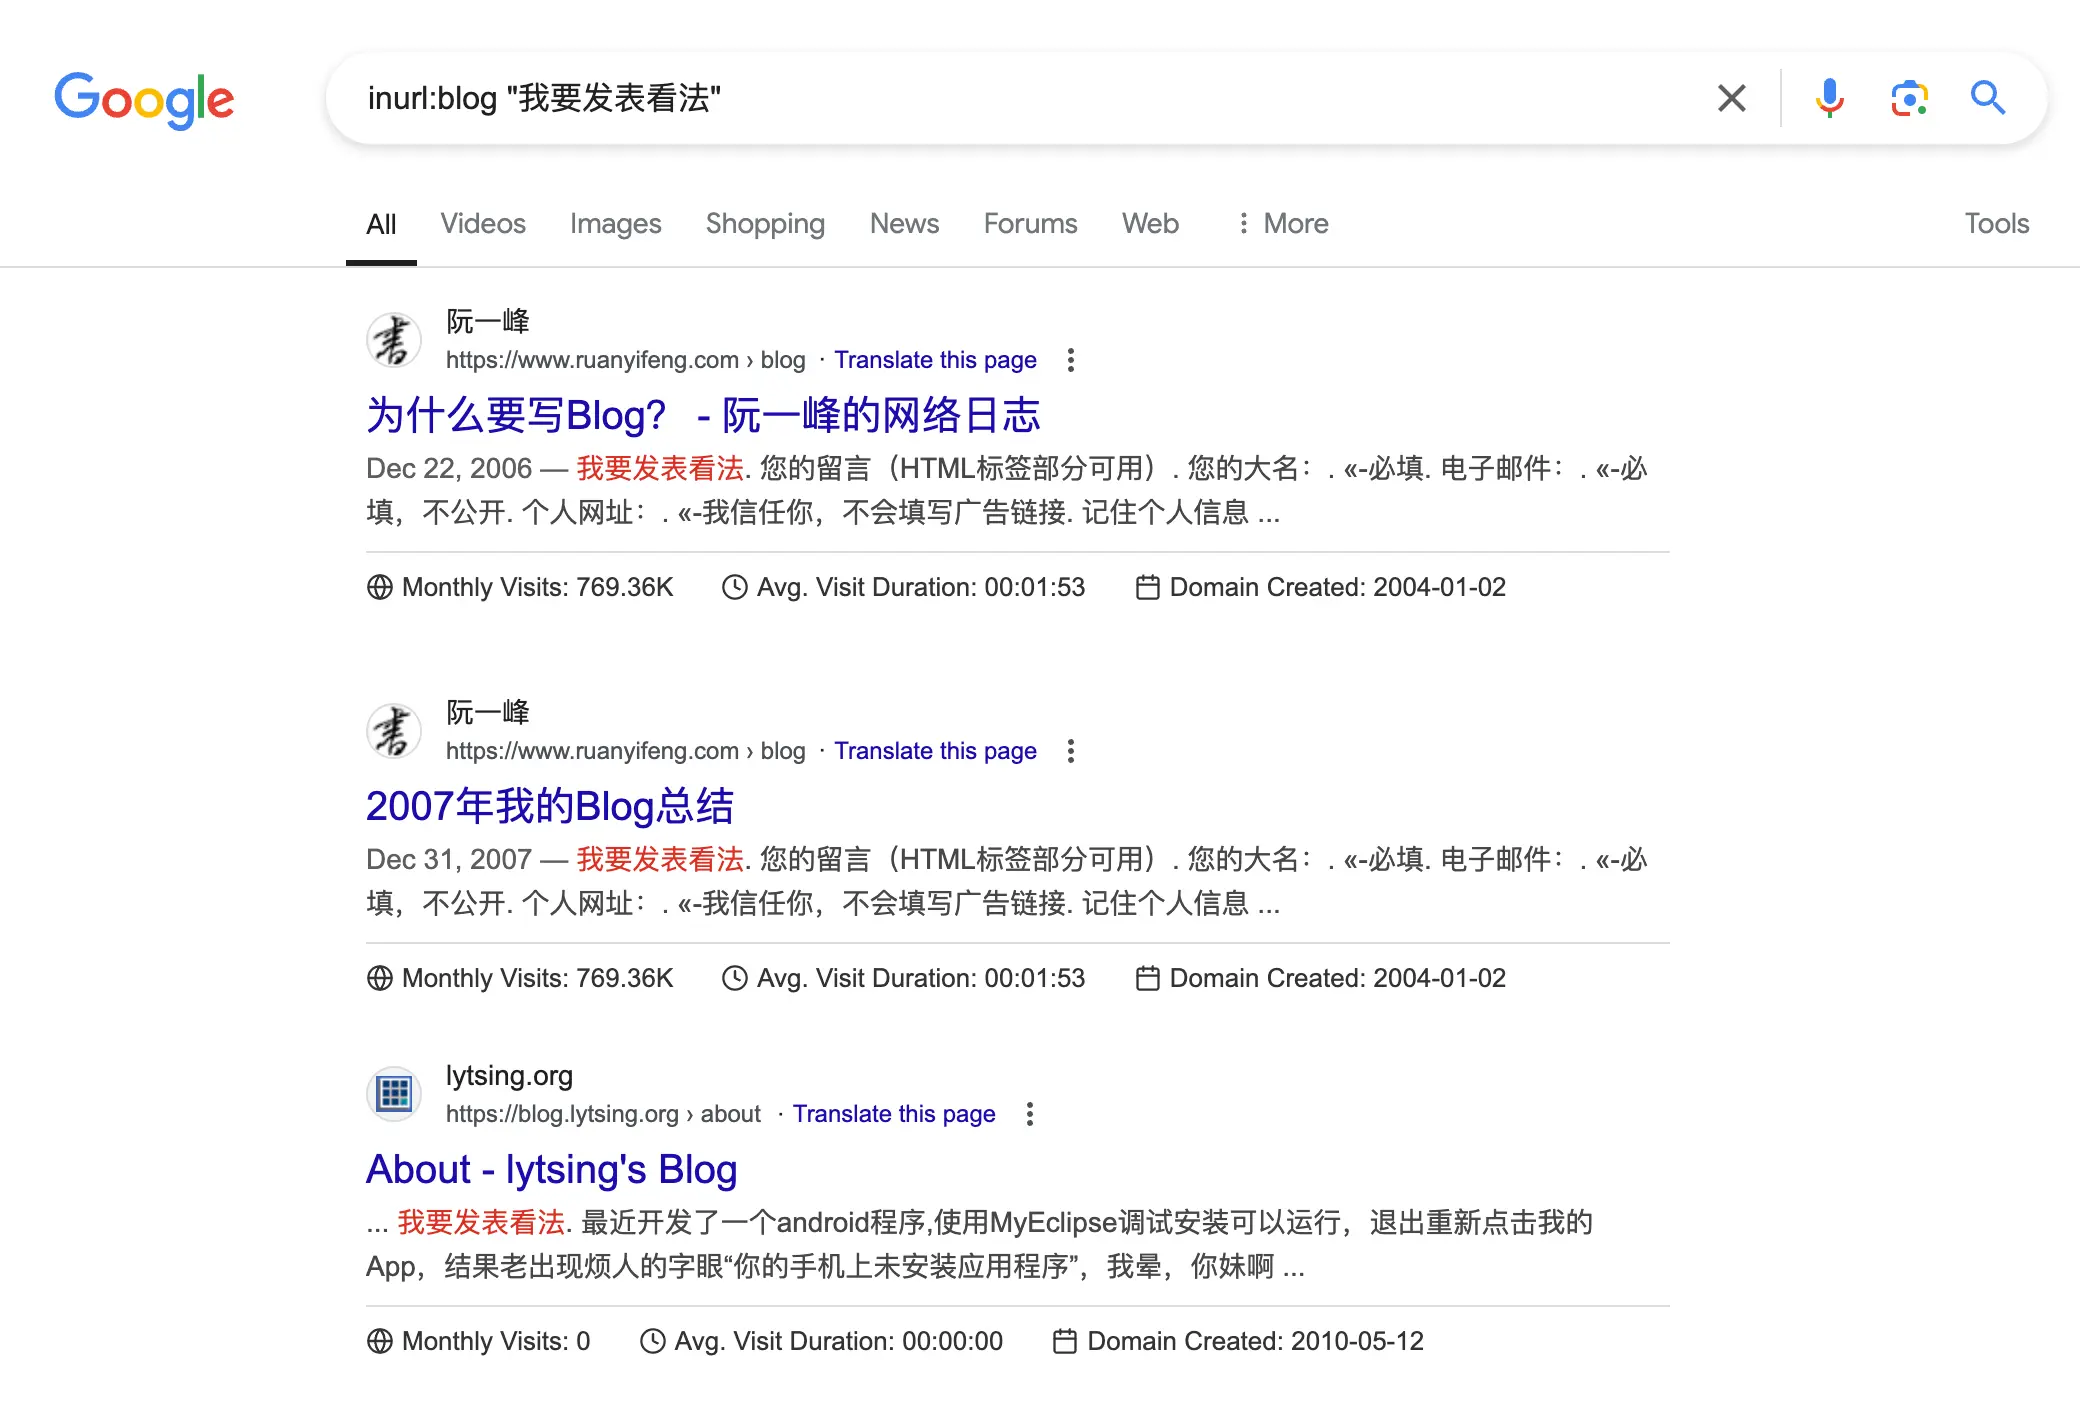 Google
inurl:blog "我要发表看法"
All Videos Images Shopping News Forums Web More Tools
阮一峰
https://www.ruanyifeng.com › blog · Translate this page
为什么要写Blog？ - 阮一峰的网络日志
Dec 22, 2006 — 我要发表看法. 您的留言（HTML标签部分可用）. 您的大名：. «-必填. 电子邮件：. «-必
填，不公开. 个人网址：. «-我信任你，不会填写广告链接. 记住个人信息 ...
Monthly Visits: 769.36K Avg. Visit Duration: 00:01:53 Domain Created: 2004-01-02
阮一峰
https://www.ruanyifeng.com › blog · Translate this page
2007年我的Blog总结
Dec 31, 2007 — 我要发表看法. 您的留言（HTML标签部分可用）. 您的大名：. «-必填. 电子邮件：. «-必
填，不公开. 个人网址：. «-我信任你，不会填写广告链接. 记住个人信息 ...
Monthly Visits: 769.36K Avg. Visit Duration: 00:01:53 Domain Created: 2004-01-02
lytsing.org
https://blog.lytsing.org › about · Translate this page
About - lytsing's Blog
... 我要发表看法. 最近开发了一个android程序,使用MyEclipse调试安装可以运行，退出重新点击我的
App，结果老出现烦人的字眼“你的手机上未安装应用程序”，我晕，你妹啊 ...
Monthly Visits: 0 Avg. Visit Duration: 00:00:00 Domain Created: 2010-05-12